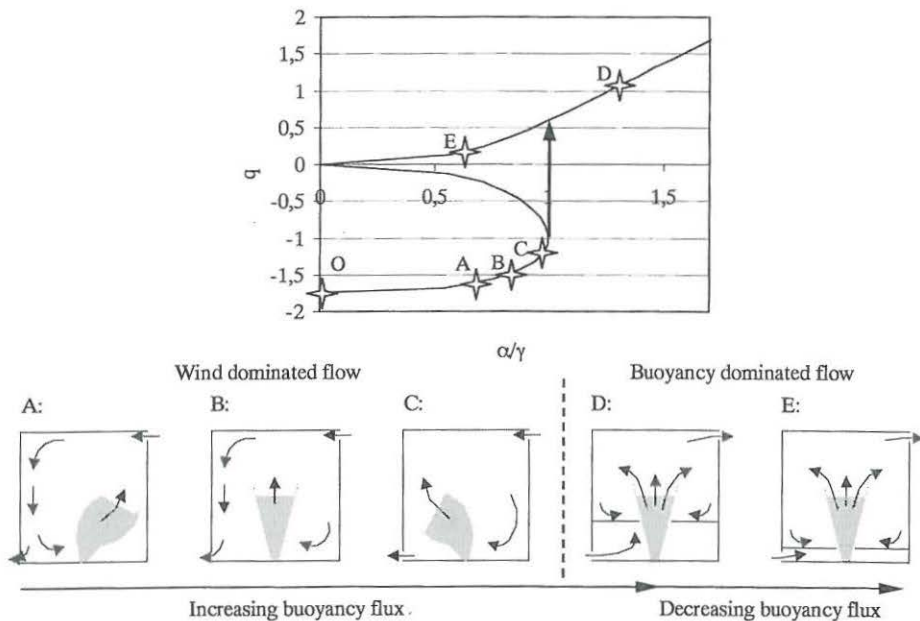 2
1,5
1
0,5
0
-0,5
-1
-1,5
-2
q
0
0,5
1
1,5
α/γ
O
A
B
C
D
E
Wind dominated flow
Buoyancy dominated flow
A:
B:
C:
D:
E:
Increasing buoyancy flux
Decreasing buoyancy flux